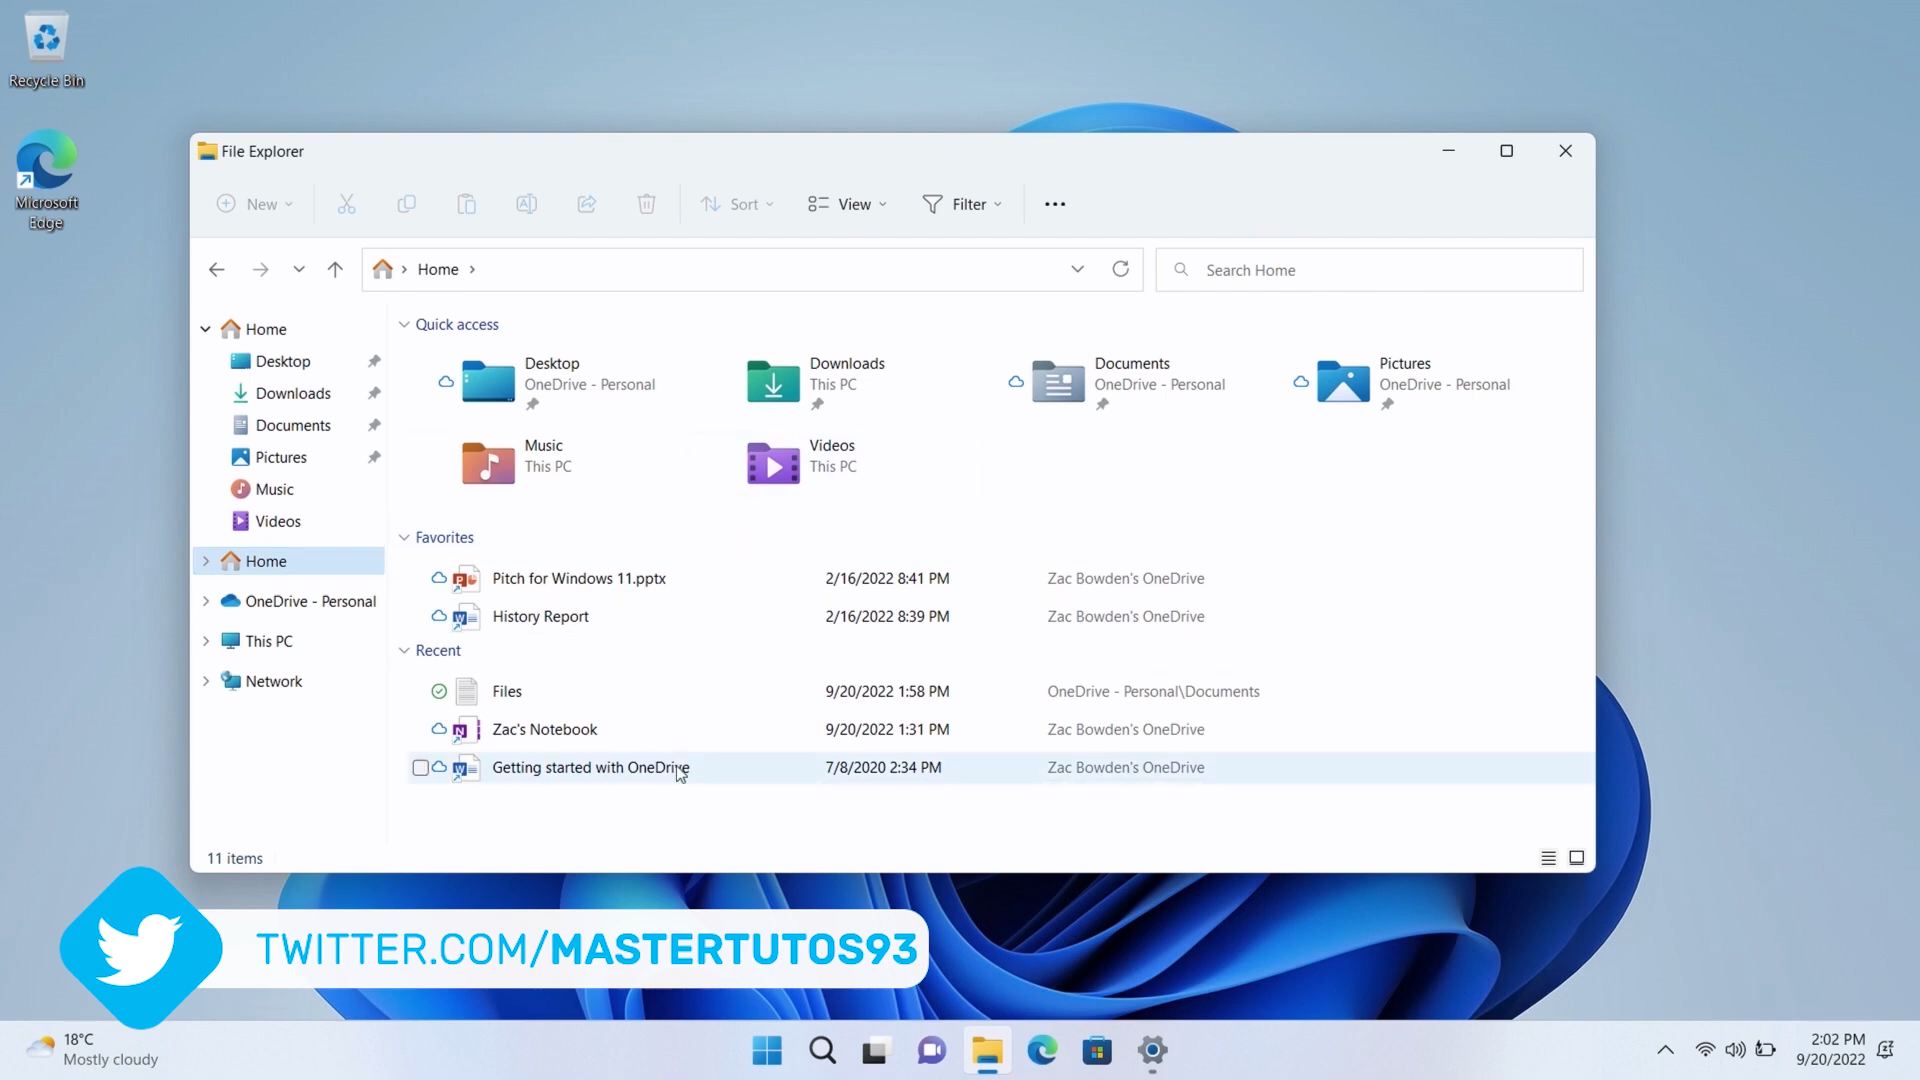 Recycle Bin
Microsoft
Edge
File Explorer
New
Sort
View
Filter
Home
Search Home
Home
Desktop
Downloads
Documents
Pictures
Music
Videos
Home
OneDrive - Personal
This PC
Network
Quick access
Desktop
OneDrive - Personal
Downloads
This PC
Documents
OneDrive - Personal
Pictures
OneDrive - Personal
Music
This PC
Videos
This PC
Favorites
Pitch for Windows 11.pptx 2/16/2022 8:41 PM Zac Bowden's OneDrive
History Report 2/16/2022 8:39 PM Zac Bowden's OneDrive
Recent
Files 9/20/2022 1:58 PM OneDrive - Personal\Documents
Zac's Notebook 9/20/2022 1:31 PM Zac Bowden's OneDrive
Getting started with OneDrive 7/8/2020 2:34 PM Zac Bowden's OneDrive
11 items
TWITTER.COM/MASTERTUTOS93
18°C
Mostly cloudy
2:02 PM
9/20/2022